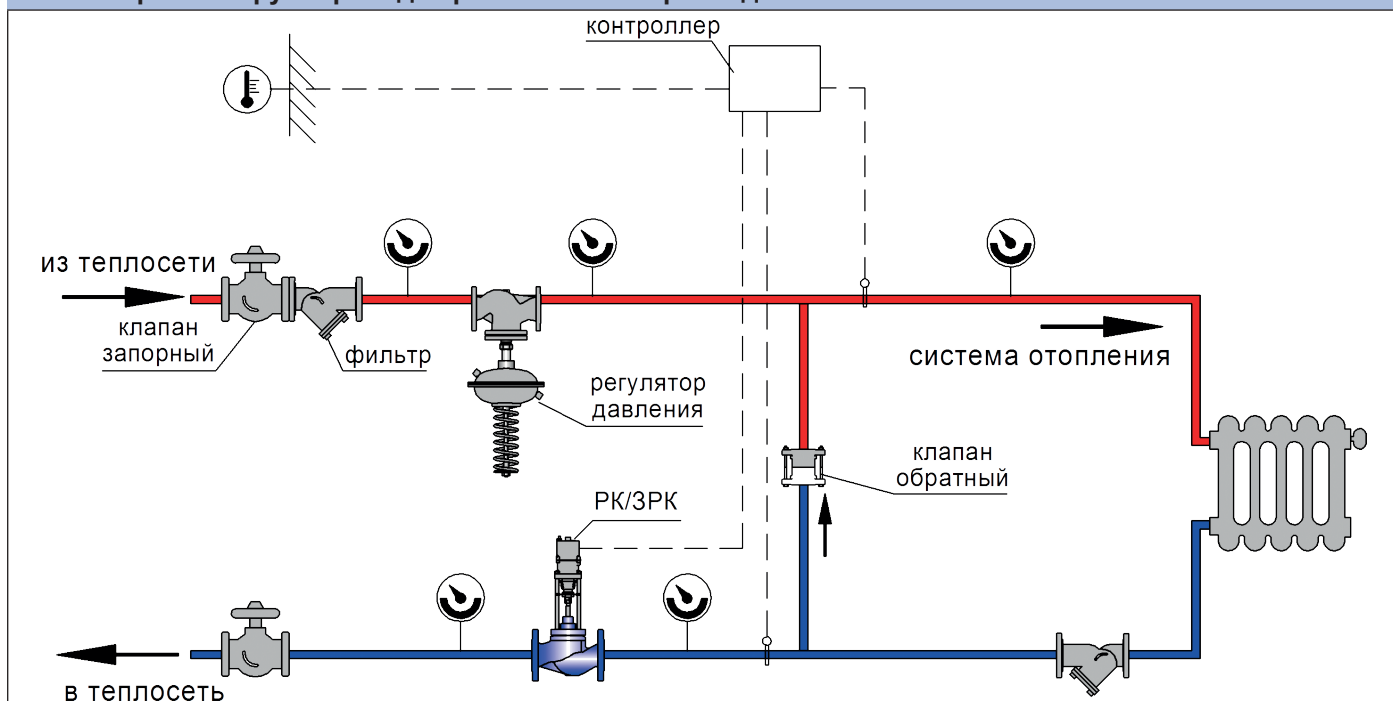 контроллер
из теплосети
клапан
запорный
фильтр
регулятор
давления
система отопления
клапан
обратный
РК/ЗРК
в теплосеть